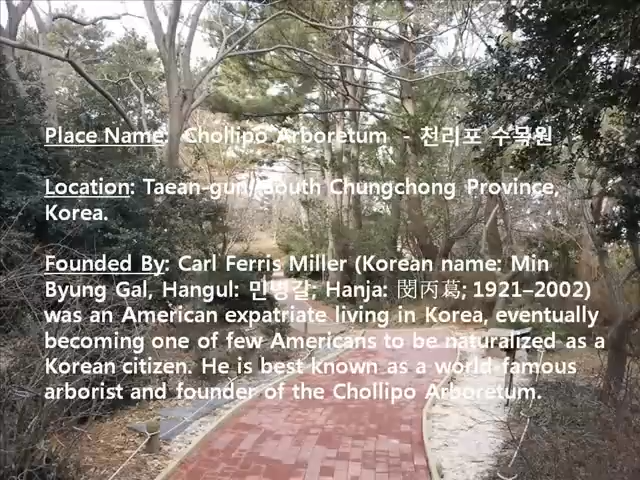 Place Name: Chollipo Arboretum - 천리포 수목원
Location: Taean-gun, South Chungchong Province,
Korea.
Founded By: Carl Ferris Miller (Korean name: Min
Byung Gal, Hangul: 민병갈; Hanja: 閔丙葛; 1921–2002)
was an American expatriate living in Korea, eventually
becoming one of few Americans to be naturalized as a
Korean citizen. He is best known as a world-famous
arborist and founder of the Chollipo Arboretum.